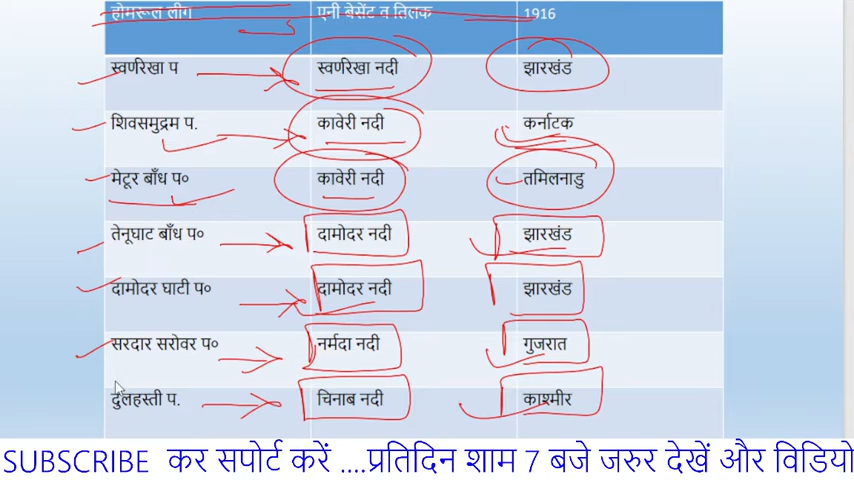 होमरूल लीग एनी बेसेंट व तिलक 1916
स्वर्णरेखा प स्वर्णरेखा नदी झारखंड
शिवसमुद्रम प. कावेरी नदी कर्नाटक
मेटूर बाँध प० कावेरी नदी तमिलनाडु
तेनूघाट बाँध प० दामोदर नदी झारखंड
दामोदर घाटी प० दामोदर नदी झारखंड
सरदार सरोवर प० नर्मदा नदी गुजरात
दुलहस्ती प. चिनाब नदी काश्मीर
SUBSCRIBE कर सपोर्ट करें ....प्रतिदिन शाम 7 बजे जरुर देखें और विडियो